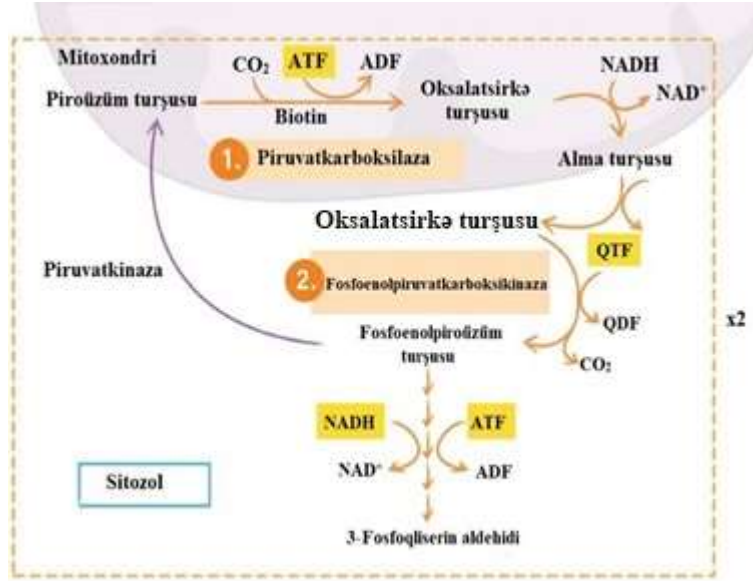 Mitoxondri
CO₂
ATF
ADF
NADH
NAD⁺
Piroüzüm turşusu
Biotin
Oksalatsirkə
turşusu
1. Piruvatkarboksilaza
Alma turşusu
Oksalatsirkə turşusu
QTF
Piruvatkinaza
2. Fosfoenolpiruvatkarboksikinaza
QDF
x2
Fosfoenolpiroüzüm
turşusu
CO₂
NADH
ATF
NAD⁺
ADF
Sitozol
3-Fosfoqliserin aldehidi